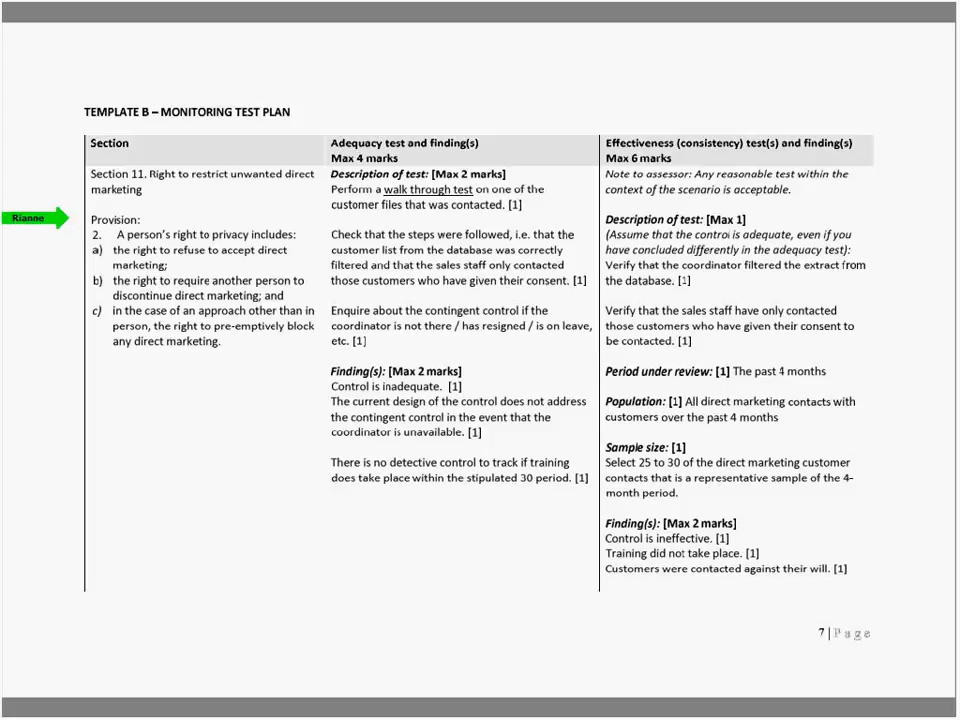 TEMPLATE B – MONITORING TEST PLAN
Section
Section 11. Right to restrict unwanted direct
marketing
Rianne
Provision:
2. A person's right to privacy includes:
a) the right to refuse to accept direct
marketing;
b) the right to require another person to
discontinue direct marketing; and
c) in the case of an approach other than in
person, the right to pre-emptively block
any direct marketing.
Adequacy test and finding(s)
Max 4 marks
Description of test: [Max 2 marks]
Perform a walk through test on one of the
customer files that was contacted. [1]
Check that the steps were followed, i.e. that the
customer list from the database was correctly
filtered and that the sales staff only contacted
those customers who have given their consent. [1]
Enquire about the contingent control if the
coordinator is not there / has resigned / is on leave,
etc. [1]
Finding(s): [Max 2 marks]
Control is inadequate. [1]
The current design of the control does not address
the contingent control in the event that the
coordinator is unavailable. [1]
There is no detective control to track if training
does take place within the stipulated 30 period. [1]
Effectiveness (consistency) test(s) and finding(s)
Max 6 marks
Note to assessor: Any reasonable test within the
context of the scenario is acceptable.
Description of test: [Max 1]
(Assume that the control is adequate, even if you
have concluded differently in the adequacy test):
Verify that the coordinator filtered the extract from
the database. [1]
Verify that the sales staff have only contacted
those customers who have given their consent to
be contacted. [1]
Period under review: [1] The past 4 months
Population: [1] All direct marketing contacts with
customers over the past 4 months
Sample size: [1]
Select 25 to 30 of the direct marketing customer
contacts that is a representative sample of the 4-
month period.
Finding(s): [Max 2 marks]
Control is ineffective. [1]
Training did not take place. [1]
Customers were contacted against their will. [1]
7 | Page